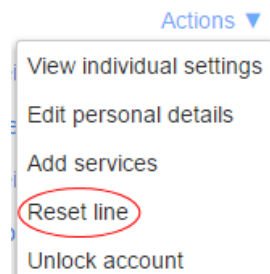 Actions ▼
View individual settings
Edit personal details
Add services
Reset line
Unlock account